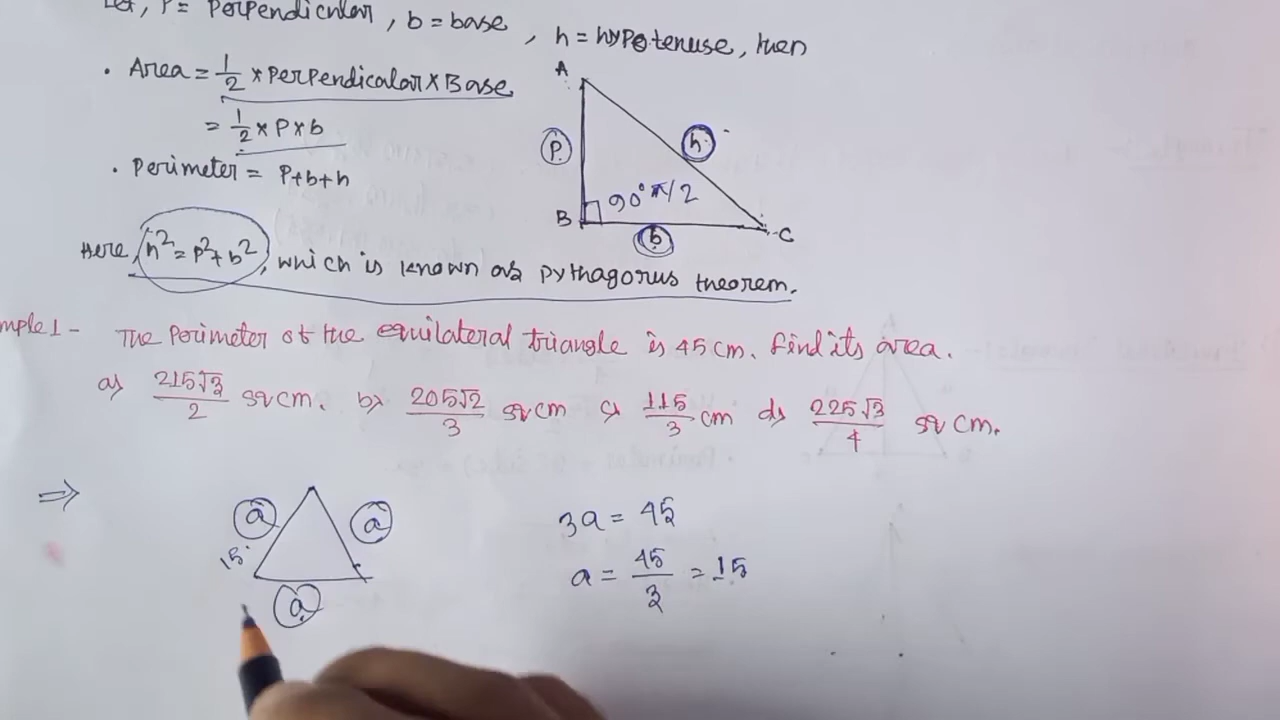 Let, P = Perpendicular, b = base, h = hypotenuse, then
. Area = 1/2 × Perpendicular × Base
= 1/2 × P × b
. Perimeter = P+b+h
Here, h² = p²+b², which is known as pythagorus theorem.
A
P
h
B
90° π/2
b
C
mple 1 - The Perimeter of the equilateral triangle is 45 cm. Find its area.
a) 215√3/2 sq cm. b) 205√2/3 sq cm c) 115/3 cm d) 225√3/4 sq cm.
⇒
a
a
15
a
3a = 45
a = 45/3 = 15